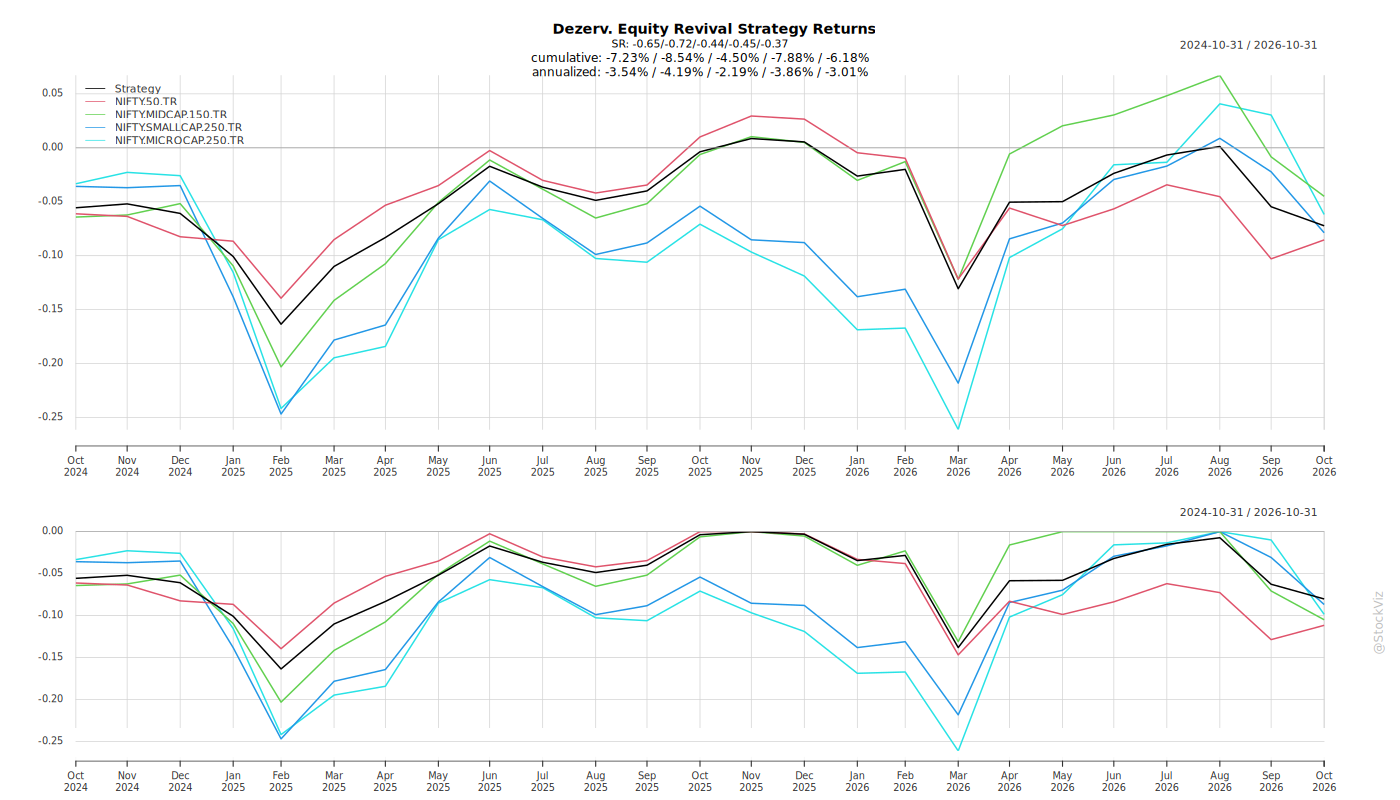 Dezerv. Equity Revival Strategy Returns
SR: -0.65/-0.72/-0.44/-0.45/-0.37
2024-10-31 / 2026-10-31
cumulative: -7.23% / -8.54% / -4.50% / -7.88% / -6.18%
annualized: -3.54% / -4.19% / -2.19% / -3.86% / -3.01%
Strategy
NIFTY.50.TR
NIFTY.MIDCAP.150.TR
NIFTY.SMALLCAP.250.TR
NIFTY.MICROCAP.250.TR
0.05
0.00
-0.05
-0.10
-0.15
-0.20
-0.25
Oct Nov Dec Jan Feb Mar Apr May Jun Jul Aug Sep Oct Nov Dec Jan Feb Mar Apr May Jun Jul Aug Sep Oct
2024 2024 2024 2025 2025 2025 2025 2025 2025 2025 2025 2025 2025 2025 2025 2026 2026 2026 2026 2026 2026 2026 2026 2026 2026
2024-10-31 / 2026-10-31
0.00
-0.05
-0.10
-0.15
-0.20
-0.25
Oct Nov Dec Jan Feb Mar Apr May Jun Jul Aug Sep Oct Nov Dec Jan Feb Mar Apr May Jun Jul Aug Sep Oct
2024 2024 2024 2025 2025 2025 2025 2025 2025 2025 2025 2025 2025 2025 2025 2026 2026 2026 2026 2026 2026 2026 2026 2026 2026
@StockViz